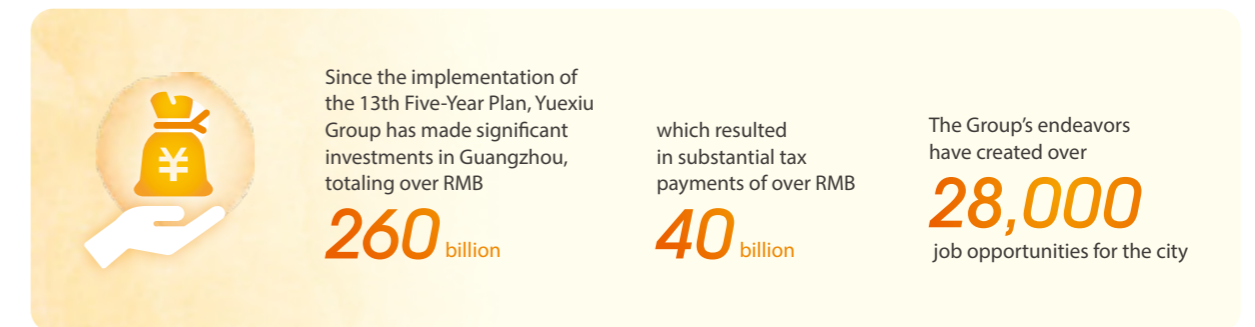 ¥
Since the implementation of
the 13th Five-Year Plan, Yuexiu
Group has made significant
investments in Guangzhou,
totaling over RMB
260 billion
which resulted
in substantial tax
payments of over RMB
40 billion
The Group's endeavors
have created over
28,000
job opportunities for the city